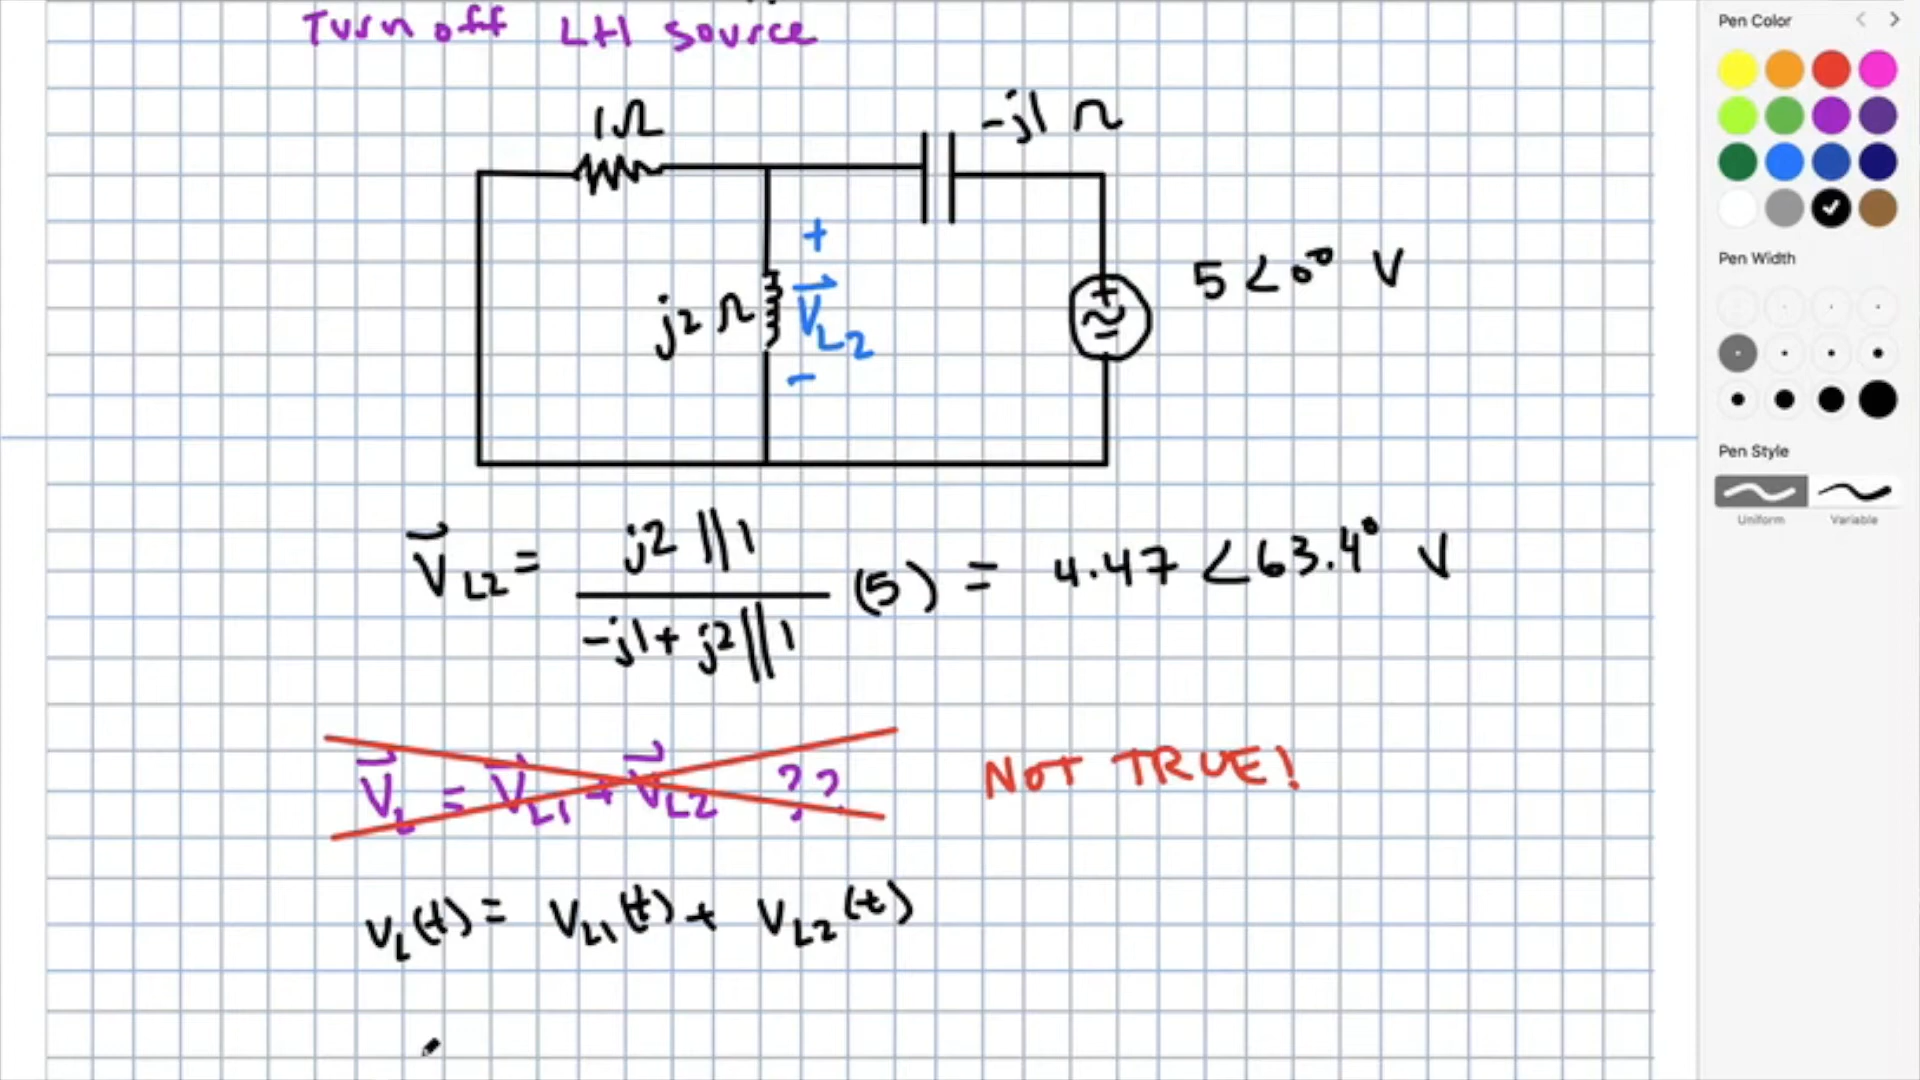 Turn off LHI source
1Ω
-j1 Ω
+
j2 Ω
V⃗L2
-
+
-
5∠0° V
V⃗L2 = j2 || 1 / -j1 + j2 || 1 (5) = 4.47 ∠63.4° V
V⃗L = V⃗L1 + V⃗L2 ??
NOT TRUE!
vL(t) = VL1(t) + VL2(t)
Pen Color
Pen Width
Pen Style
Uniform
Variable